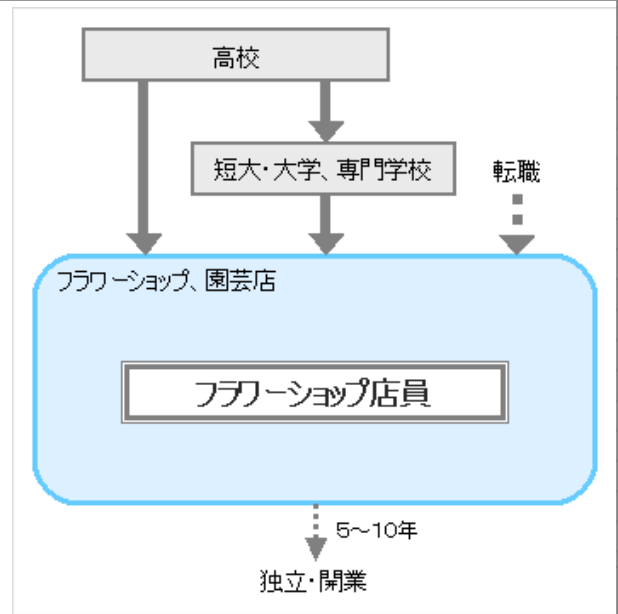 高校
短大・大学、専門学校
転職
フラワーショップ、園芸店
フラワーショップ店員
5～10年
独立・開業